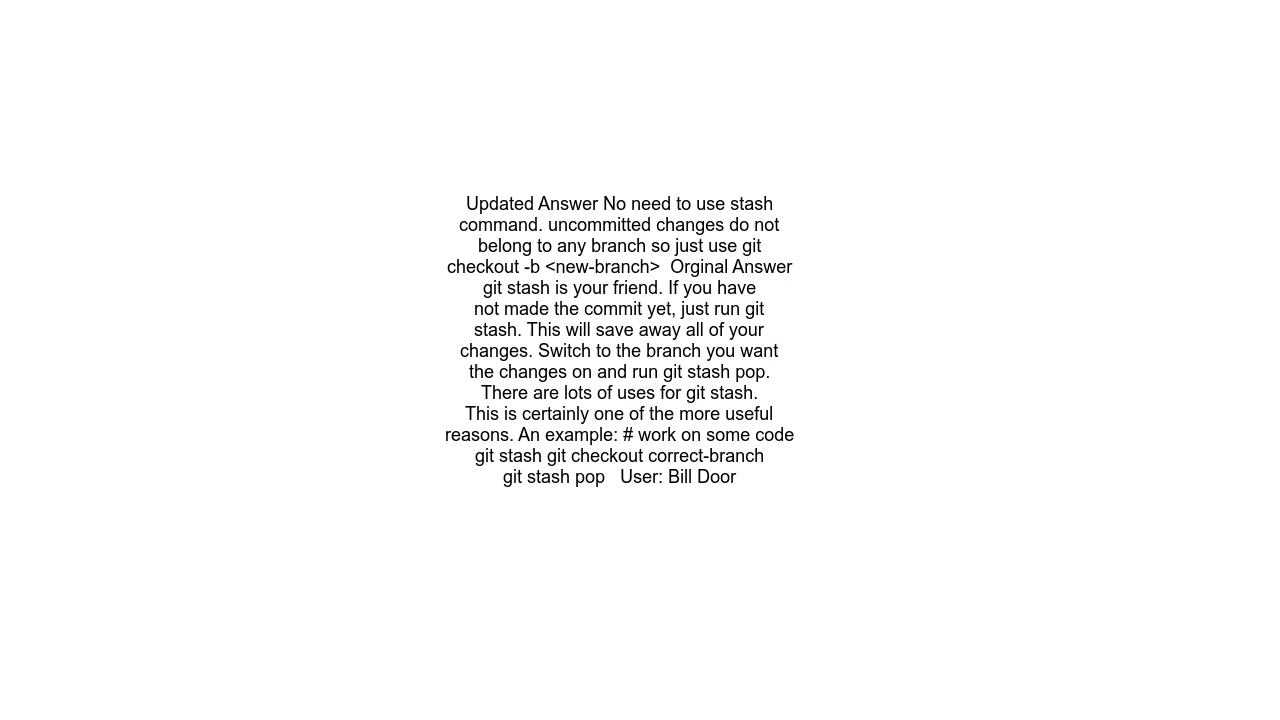 Updated Answer No need to use stash
command. uncommitted changes do not
belong to any branch so just use git
checkout -b <new-branch>  Orginal Answer
git stash is your friend. If you have
not made the commit yet, just run git
stash. This will save away all of your
changes. Switch to the branch you want
the changes on and run git stash pop.
There are lots of uses for git stash.
This is certainly one of the more useful
reasons. An example: # work on some code
git stash git checkout correct-branch
git stash pop   User: Bill Door